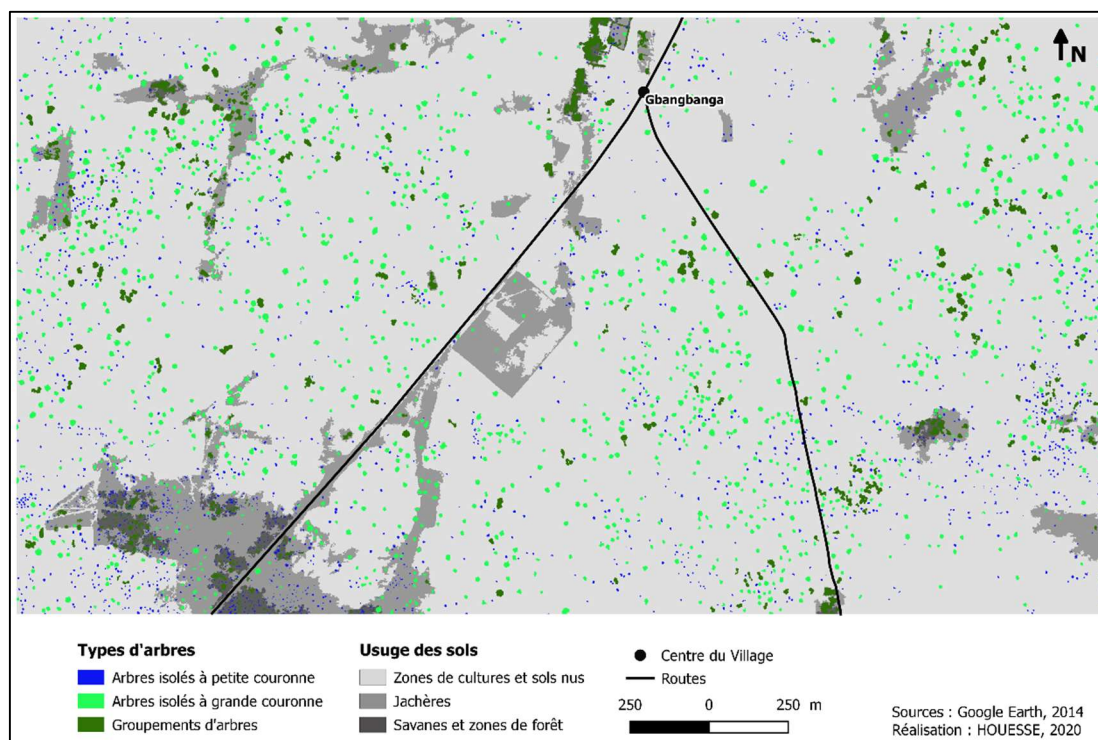 N
Gbangbanga
Types d'arbres
Arbres isolés à petite couronne
Arbres isolés à grande couronne
Groupements d'arbres
Usuge des sols
Zones de cultures et sols nus
Jachères
Savanes et zones de forêt
Centre du Village
Routes
250 0 250 m
Sources : Google Earth, 2014
Réalisation : HOUESSE, 2020